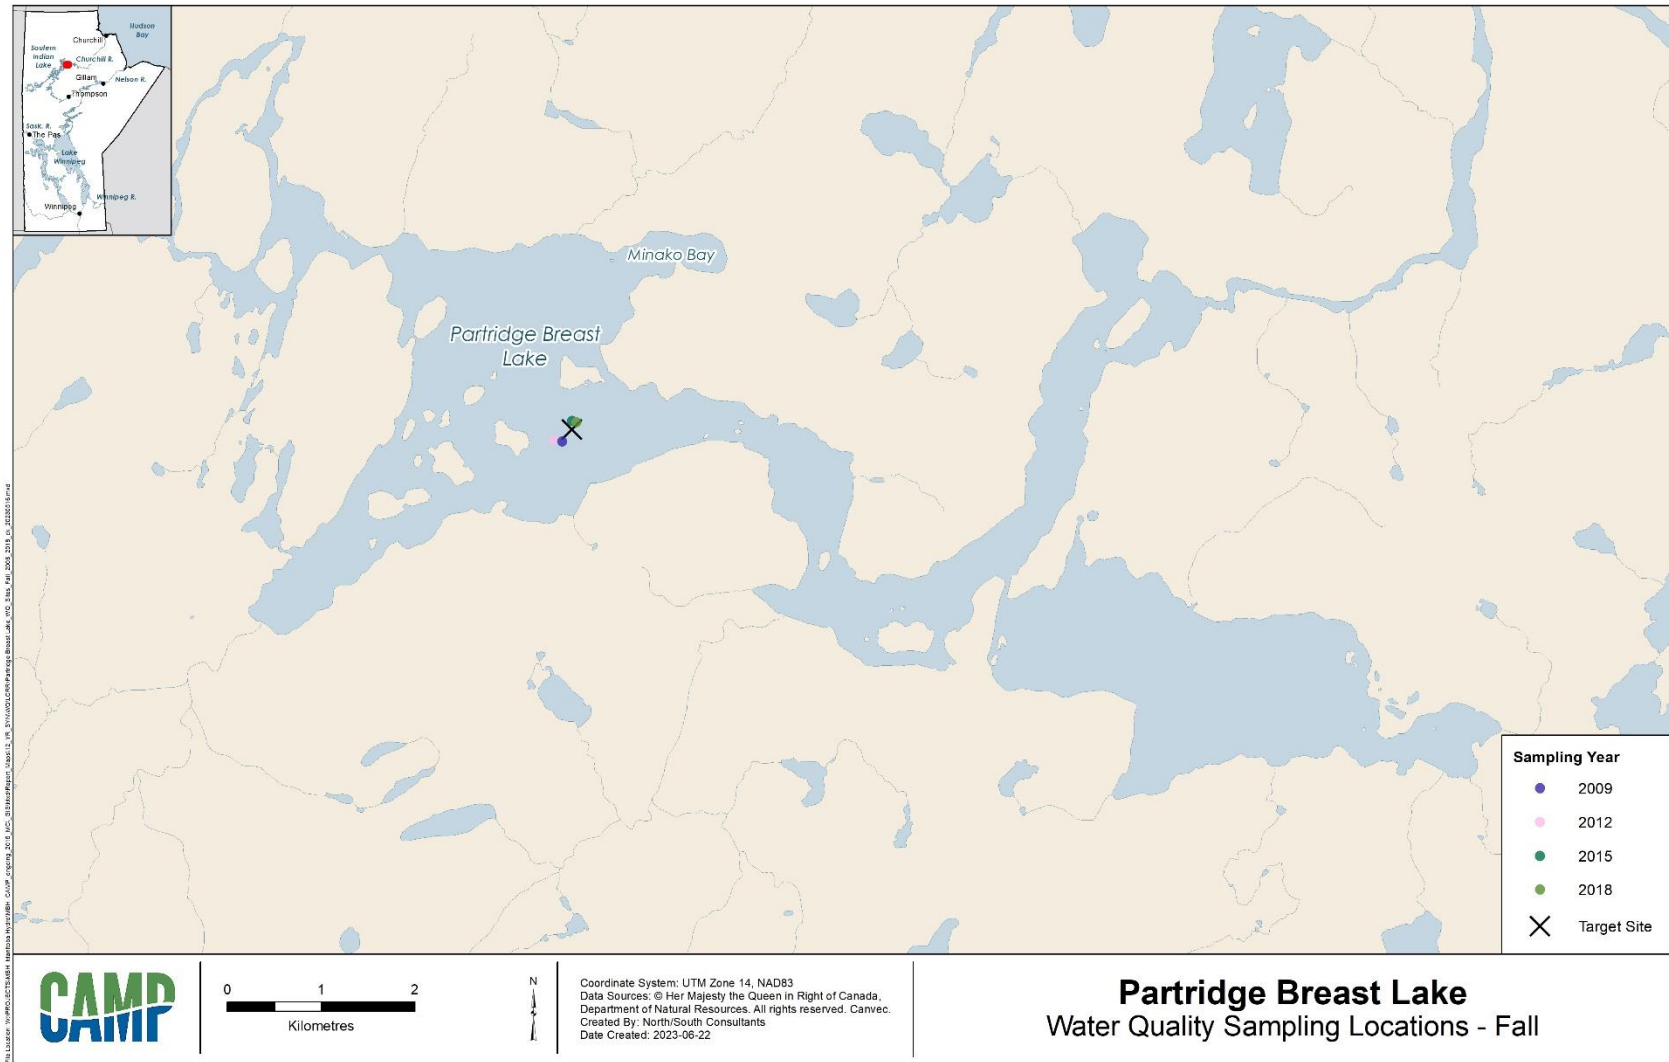 Hudson
Bay
Churchill
Southern
Indian
Lake
Churchill R.
Gillam
Nelson R.
Thompson
Sask. R.
The Pas
Lake
Winnipeg
Winnipeg R.
Winnipeg
Minako Bay
Partridge Breast
Lake
Sampling Year
2009
2012
2015
2018
Target Site
CAMP
0 1 2
Kilometres
N
Coordinate System: UTM Zone 14, NAD83
Data Sources: © Her Majesty the Queen in Right of Canada,
Department of Natural Resources. All rights reserved. Canvec.
Created By: North/South Consultants
Date Created: 2023-06-22
Partridge Breast Lake
Water Quality Sampling Locations - Fall